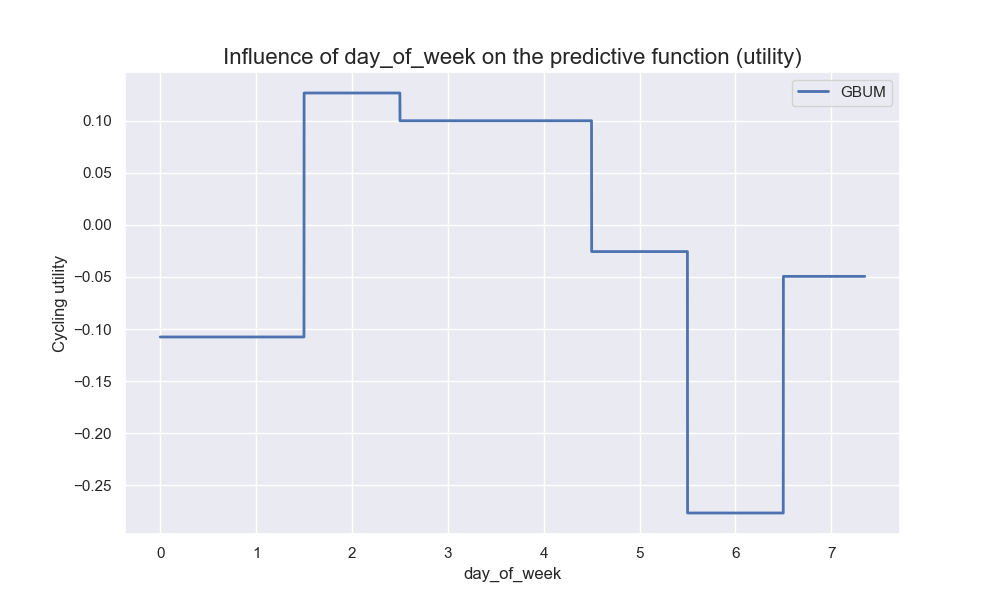 Influence of day_of_week on the predictive function (utility)
GBUM
0.10
0.05
0.00
−0.05
−0.10
−0.15
−0.20
−0.25
Cycling utility
0 1 2 3 4 5 6 7
day_of_week